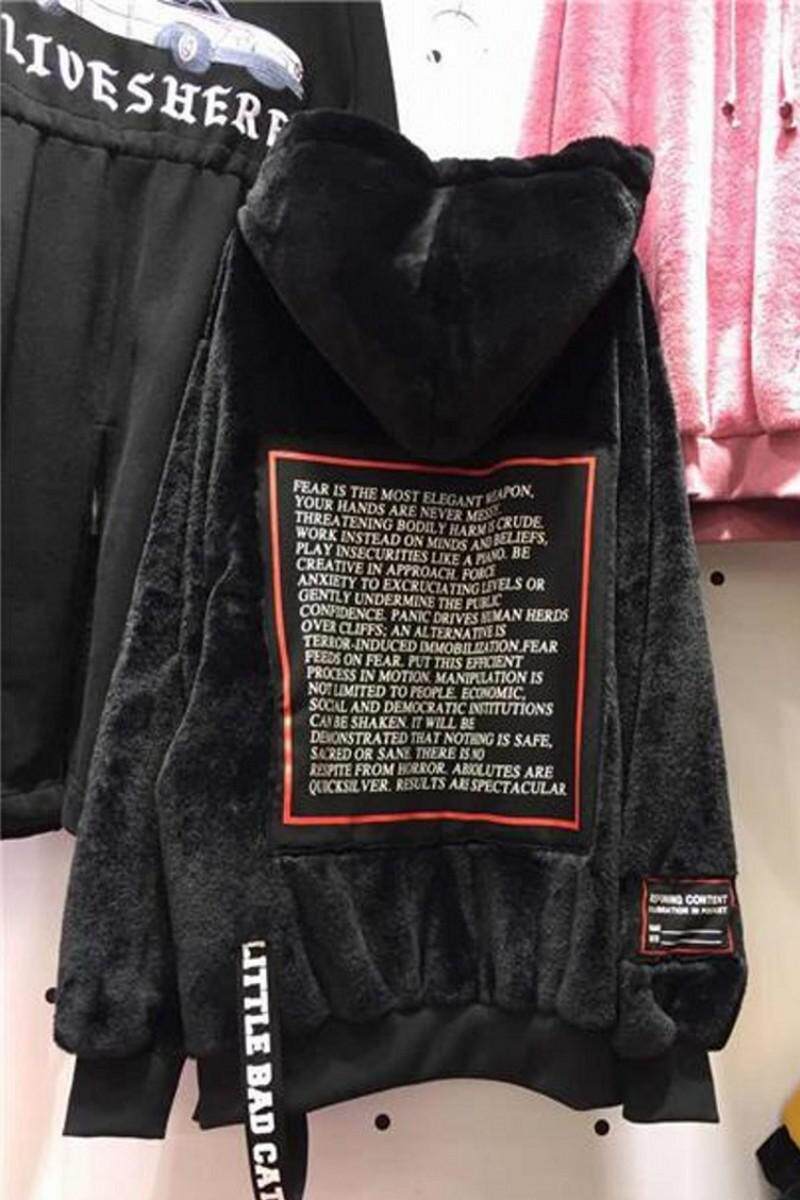 LIVESHERE
FEAR IS THE MOST ELEGANT WEAPON,
YOUR HANDS ARE NEVER MESSY.
THREATENING BODILY HARM IS CRUDE.
WORK INSTEAD ON MINDS AND BELIEFS,
PLAY INSECURITIES LIKE A PIANO. BE
CREATIVE IN APPROACH. FORCE
ANXIETY TO EXCRUCIATING LEVELS OR
GENTLY UNDERMINE THE PUBLIC
CONFIDENCE. PANIC DRIVES HUMAN HERDS
OVER CLIFFS; AN ALTERNATIVE IS
TERROR-INDUCED IMMOBILIZATION.FEAR
FEEDS ON FEAR. PUT THIS EFFICIENT
PROCESS IN MOTION. MANIPULATION IS
NOT LIMITED TO PEOPLE. ECONOMIC,
SOCIAL AND DEMOCRATIC INSTITUTIONS
CAN BE SHAKEN. IT WILL BE
DEMONSTRATED THAT NOTHING IS SAFE,
SACRED OR SANE. THERE IS NO
RESPITE FROM HORROR. ABSOLUTES ARE
QUICKSILVER. RESULTS ARE SPECTACULAR
CONTENT
IN
LITTLE BAD CAT